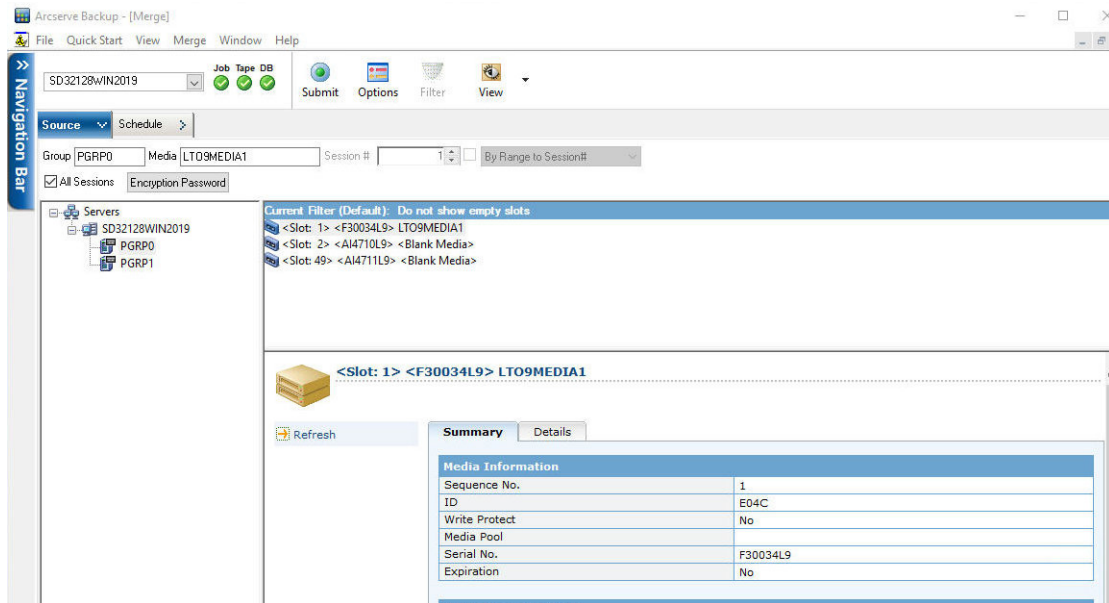 Arcserve Backup - [Merge]
File Quick Start View Merge Window Help
» Navigation Bar
SD32128WIN2019
Job Tape DB
Submit Options Filter View
Source Schedule
Group PGRP0 Media LTO9MEDIA1 Session # 1 By Range to Session#
All Sessions Encryption Password
Servers
SD32128WIN2019
PGRP0
PGRP1
Current Filter (Default): Do not show empty slots
<Slot: 1> <F30034L9> LTO9MEDIA1
<Slot: 2> <AI4710L9> <Blank Media>
<Slot: 49> <AI4711L9> <Blank Media>
<Slot: 1> <F30034L9> LTO9MEDIA1
Refresh
Summary Details
Media Information
Sequence No. 1
ID E04C
Write Protect No
Media Pool
Serial No. F30034L9
Expiration No